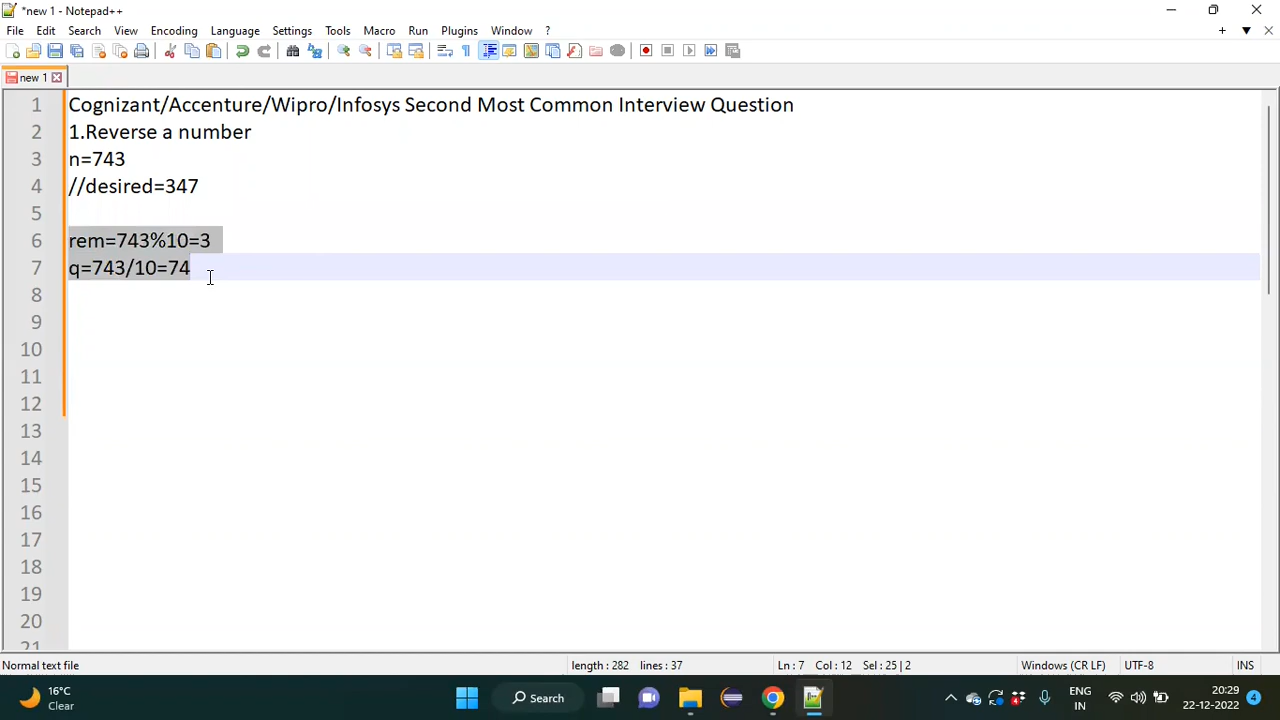 *new 1 - Notepad++
File Edit Search View Encoding Language Settings Tools Macro Run Plugins Window ?
new 1
1 Cognizant/Accenture/Wipro/Infosys Second Most Common Interview Question
2 1.Reverse a number
3 n=743
4 //desired=347
5
6 rem=743%10=3
7 q=743/10=74
8
9
10
11
12
13
14
15
16
17
18
19
20
21
Normal text file length : 282 lines : 37 Ln : 7 Col : 12 Sel : 25 | 2 Windows (CR LF) UTF-8 INS
16°C
Clear
Search
ENG
IN
20:29
22-12-2022
4